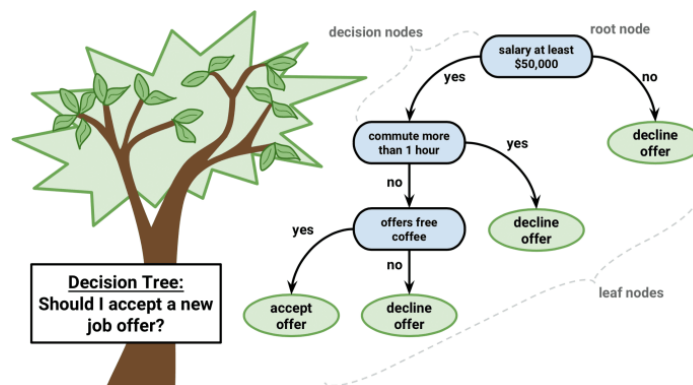 decision nodes
root node
salary at least
$50,000
yes
no
commute more
than 1 hour
decline
offer
yes
no
offers free
coffee
decline
offer
yes
no
Decision Tree:
Should I accept a new
job offer?
accept
offer
decline
offer
leaf nodes